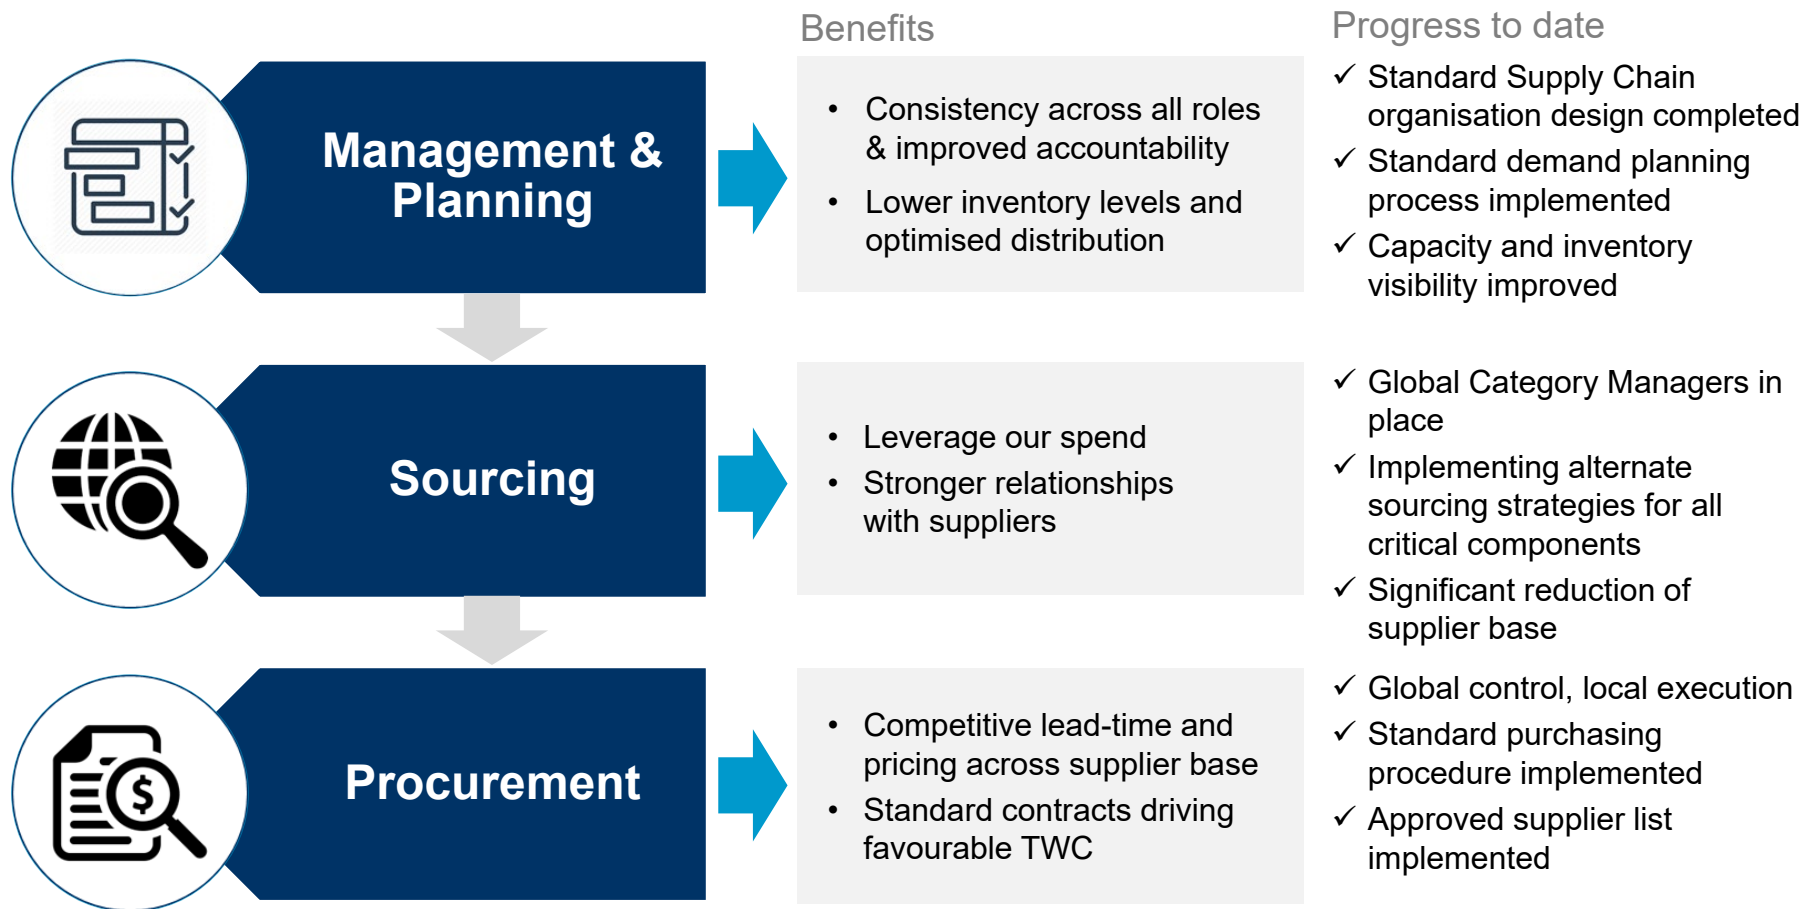 Benefits
Progress to date
Management &
Planning
• Consistency across all roles
& improved accountability
• Lower inventory levels and
optimised distribution
✓ Standard Supply Chain
organisation design completed
✓ Standard demand planning
process implemented
✓ Capacity and inventory
visibility improved
Sourcing
• Leverage our spend
• Stronger relationships
with suppliers
✓ Global Category Managers in
place
✓ Implementing alternate
sourcing strategies for all
critical components
✓ Significant reduction of
supplier base
$
Procurement
• Competitive lead-time and
pricing across supplier base
• Standard contracts driving
favourable TWC
✓ Global control, local execution
✓ Standard purchasing
procedure implemented
✓ Approved supplier list
implemented